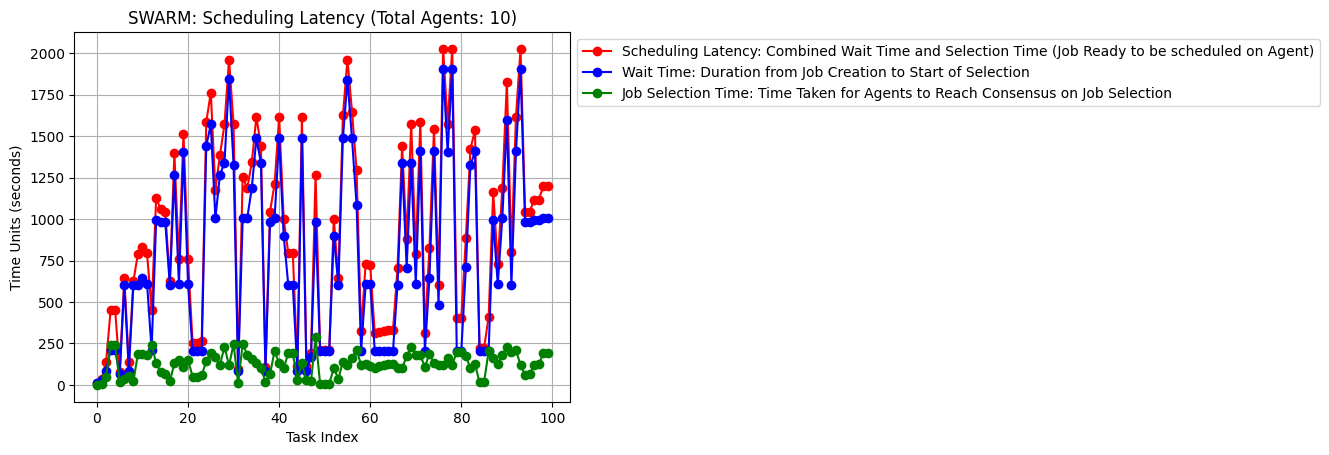 SWARM: Scheduling Latency (Total Agents: 10)
Scheduling Latency: Combined Wait Time and Selection Time (Job Ready to be scheduled on Agent)
Wait Time: Duration from Job Creation to Start of Selection
Job Selection Time: Time Taken for Agents to Reach Consensus on Job Selection
Time Units (seconds)
2000
1750
1500
1250
1000
750
500
250
0
0 20 40 60 80 100
Task Index